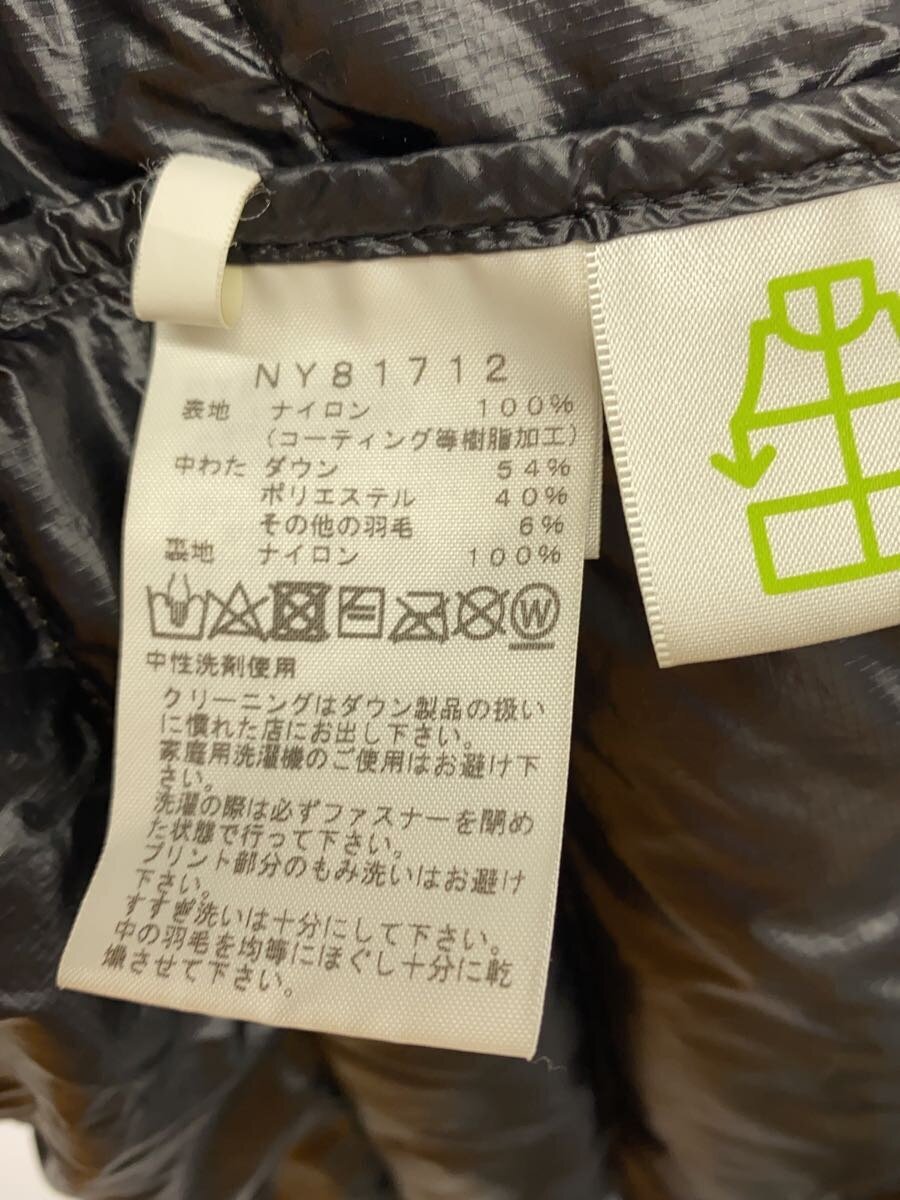 NY81712
表地 ナイロン 100%
(コーティング等樹脂加工)
中わた ダウン 54%
ポリエステル 40%
その他の羽毛 6%
裏地 ナイロン 100%
W
中性洗剤使用
クリーニングはダウン製品の扱い
に慣れた店にお出し下さい。
家庭用洗濯機のご使用はお避け下
さい。
洗濯の際は必ずファスナーを閉め
た状態で行って下さい。
プリント部分のもみ洗いはお避け
下さい。
すすぎ洗いは十分にして下さい。
中の羽毛を均等にほぐし十分に乾
燥させて下さい。